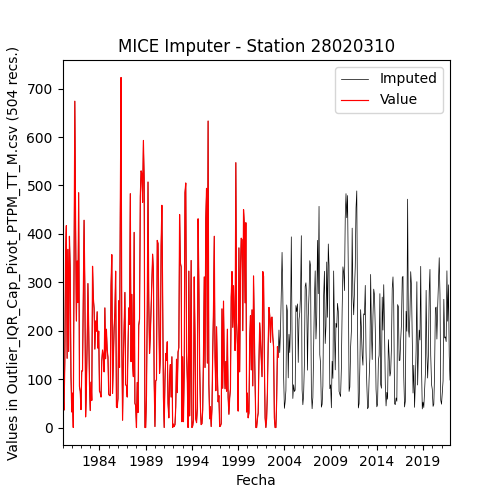 MICE Imputer - Station 28020310
Values in Outlier_IQR_Cap_Pivot_PTPM_TT_M.csv (504 recs.)
700
600
500
400
300
200
100
0
Imputed
Value
1984 1989 1994 1999 2004 2009 2014 2019
Fecha